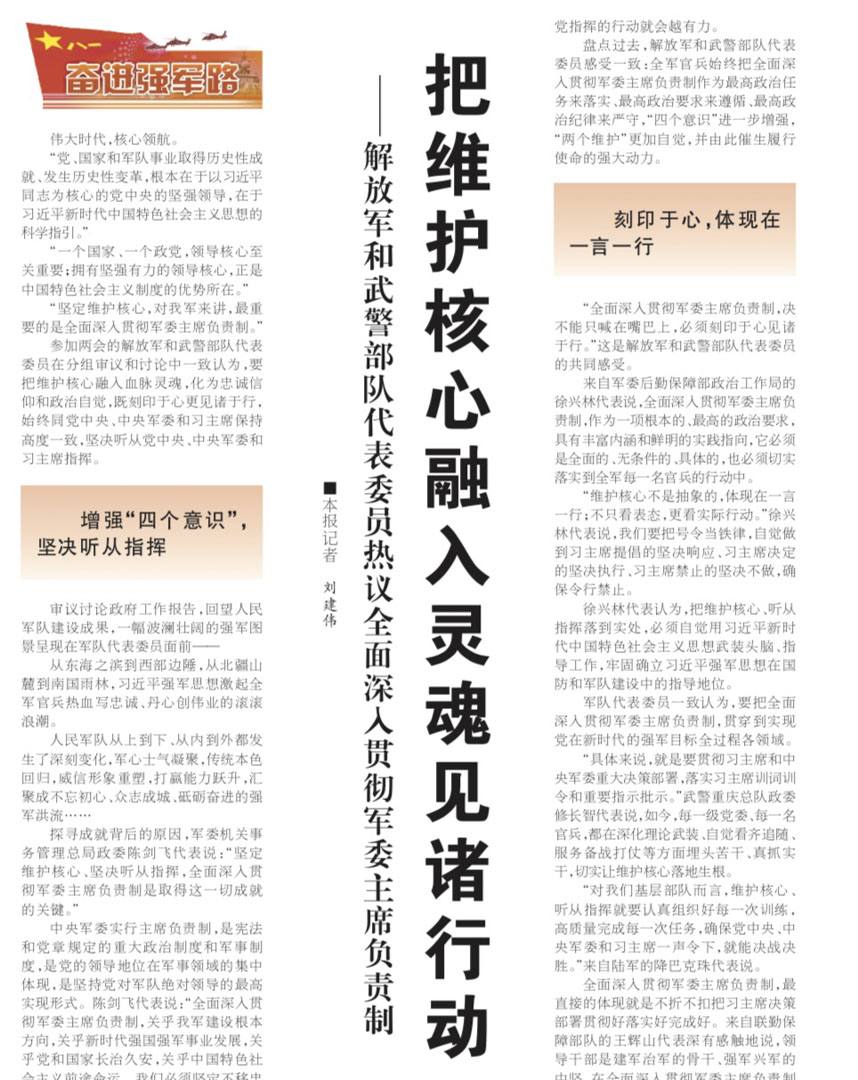 八一
奋进强军路
把维护核心融入灵魂见诸行动
——解放军和武警部队代表委员热议全面深入贯彻军委主席负责制
■本报记者 刘建伟
伟大时代,核心领航。
“党、国家和军队事业取得历史性成
就、发生历史性变革,根本在于以习近平
同志为核心的党中央的坚强领导,在于
习近平新时代中国特色社会主义思想的
科学指引。”
“一个国家、一个政党,领导核心至
关重要;拥有坚强有力的领导核心,正是
中国特色社会主义制度的优势所在。”
“坚定维护核心,对我军来讲,最重
要的是全面深入贯彻军委主席负责制。”
参加两会的解放军和武警部队代表
委员在分组审议和讨论中一致认为,要
把维护核心融入血脉灵魂,化为忠诚信
仰和政治自觉,既刻印于心更见诸于行,
始终同党中央、中央军委和习主席保持
高度一致,坚决听从党中央、中央军委和
习主席指挥。
增强“四个意识”,
坚决听从指挥
审议讨论政府工作报告,回望人民
军队建设成果,一幅波澜壮阔的强军图
景呈现在军队代表委员面前——
从东海之滨到西部边陲,从北疆山
麓到南国雨林,习近平强军思想激起全
军官兵热血写忠诚、丹心创伟业的滚滚
浪潮。
人民军队从上到下、从内到外都发
生了深刻变化,军心士气凝聚,传统本色
回归,威信形象重塑,打赢能力跃升,汇
聚成不忘初心、众志成城、砥砺奋进的强
军洪流……
探寻成就背后的原因,军委机关事
务管理总局政委陈剑飞代表说:“坚定
维护核心、坚决听从指挥,全面深入贯
彻军委主席负责制是取得这一切成就
的关键。”
中央军委实行主席负责制,是宪法
和党章规定的重大政治制度和军事制
度,是党的领导地位在军事领域的集中
体现,是坚持党对军队绝对领导的最高
实现形式。陈剑飞代表说:“全面深入贯
彻军委主席负责制,关乎我军建设根本
方向,关乎新时代强国强军事业发展,关
乎党和国家长治久安,关乎中国特色社
会主义前途命运。我们必须坚定不移忠
党指挥的行动就会越有力。
盘点过去,解放军和武警部队代表
委员感受一致:全军官兵始终把全面深
入贯彻军委主席负责制作为最高政治任
务来落实、最高政治要求来遵循、最高政
治纪律来严守,“四个意识”进一步增强,
“两个维护”更加自觉,并由此催生履行
使命的强大动力。
刻印于心,体现在
一言一行
“全面深入贯彻军委主席负责制,决
不能只喊在嘴巴上,必须刻印于心见诸
于行。”这是解放军和武警部队代表委员
的共同感受。
来自军委后勤保障部政治工作局的
徐兴林代表说,全面深入贯彻军委主席负
责制,作为一项根本的、最高的政治要求,
具有丰富内涵和鲜明的实践指向,它必须
是全面的、无条件的、具体的,也必须切实
落实到全军每一名官兵的行动中。
“维护核心不是抽象的,体现在一言
一行;不只看表态,更看实际行动。”徐兴
林代表说,我们要把号令当铁律,自觉做
到习主席提倡的坚决响应、习主席决定
的坚决执行、习主席禁止的坚决不做,确
保令行禁止。
徐兴林代表认为,把维护核心、听从
指挥落到实处,必须自觉用习近平新时
代中国特色社会主义思想武装头脑、指
导工作,牢固确立习近平强军思想在国
防和军队建设中的指导地位。
军队代表委员一致认为,要把全面
深入贯彻军委主席负责制,贯穿到实现
党在新时代的强军目标全过程各领域。
“具体来说,就是要贯彻习主席和中
央军委重大决策部署,落实习主席训词训
令和重要指示批示。”武警重庆总队政委
修长智代表说,如今,每一级党委、每一名
官兵,都在深化理论武装、自觉看齐追随、
服务备战打仗等方面埋头苦干、真抓实
干,切实让维护核心落地生根。
“对我们基层部队而言,维护核心、
听从指挥就要认真组织好每一次训练,
高质量完成每一次任务,确保党中央、中
央军委和习主席一声令下,就能决战决
胜。”来自陆军的降巴克珠代表说。
全面深入贯彻军委主席负责制,最
直接的体现就是不折不扣把习主席决策
部署贯彻好落实好完成好。来自联勤保
障部队的王辉山代表深有感触地说,领
导干部是建军治军的骨干、强军兴军的
中坚,在全面深入贯彻军委主席负责制